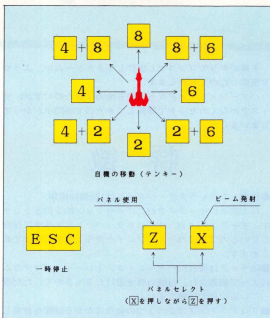 8
4+8 8+6
4 6
4+2 2+6
2
自機の移動(テンキー)
パネル使用 ビーム発射
ESC Z X
一時停止
パネルセレクト
(Xを押しながらZを押す)